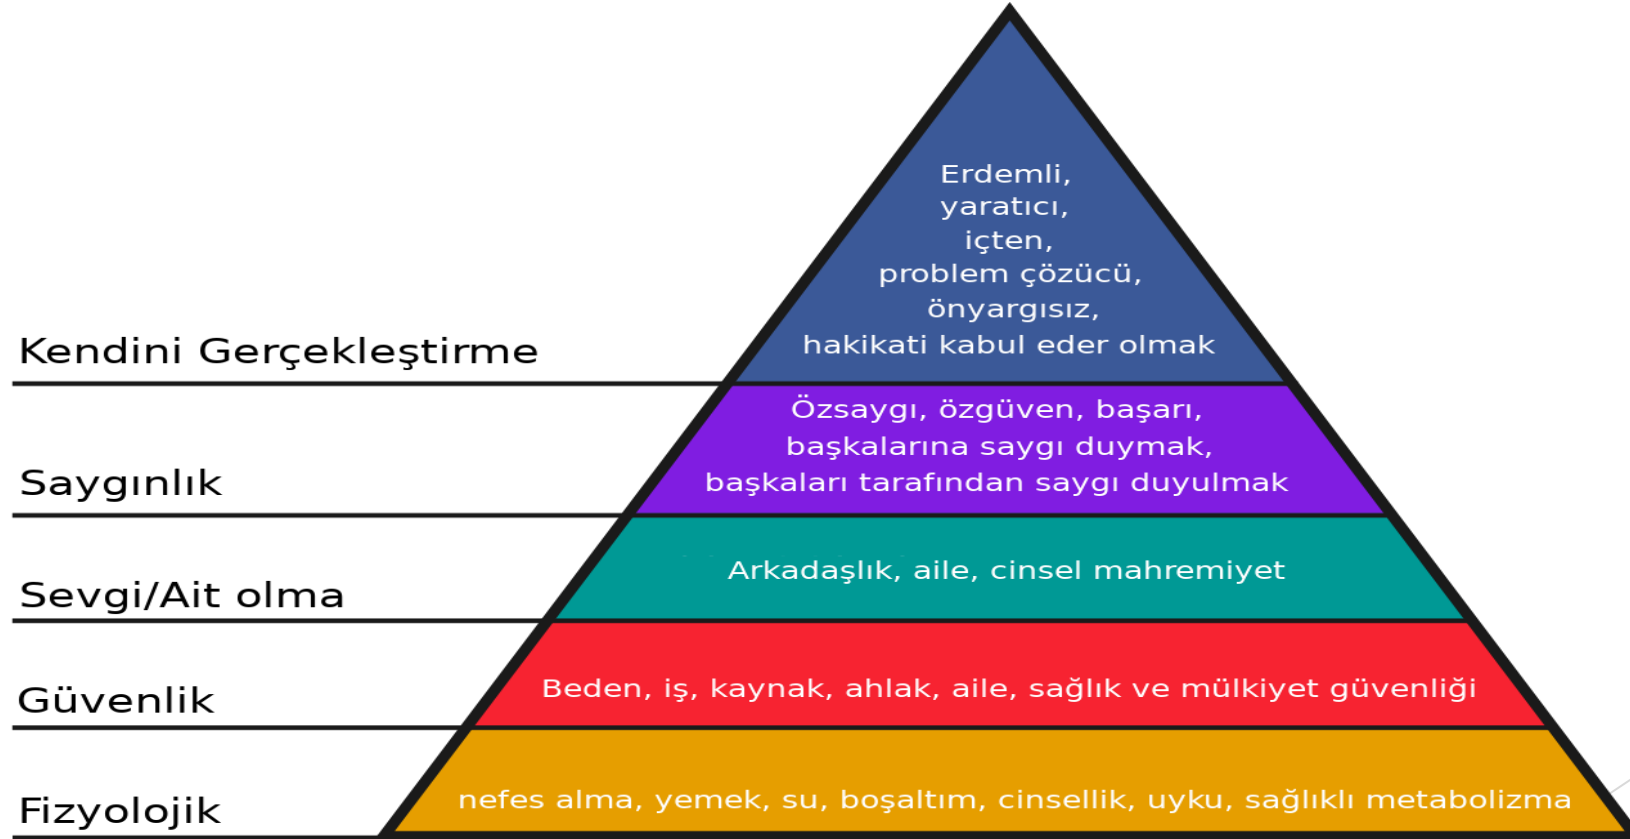 Erdemli,
yaratıcı,
içten,
problem çözücü,
önyargısız,
hakikati kabul eder olmak
Kendini Gerçekleştirme
Özsaygı, özgüven, başarı,
başkalarına saygı duymak,
başkaları tarafından saygı duyulmak
Saygınlık
Arkadaşlık, aile, cinsel mahremiyet
Sevgi/Ait olma
Beden, iş, kaynak, ahlak, aile, sağlık ve mülkiyet güvenliği
Güvenlik
nefes alma, yemek, su, boşaltım, cinsellik, uyku, sağlıklı metabolizma
Fizyolojik